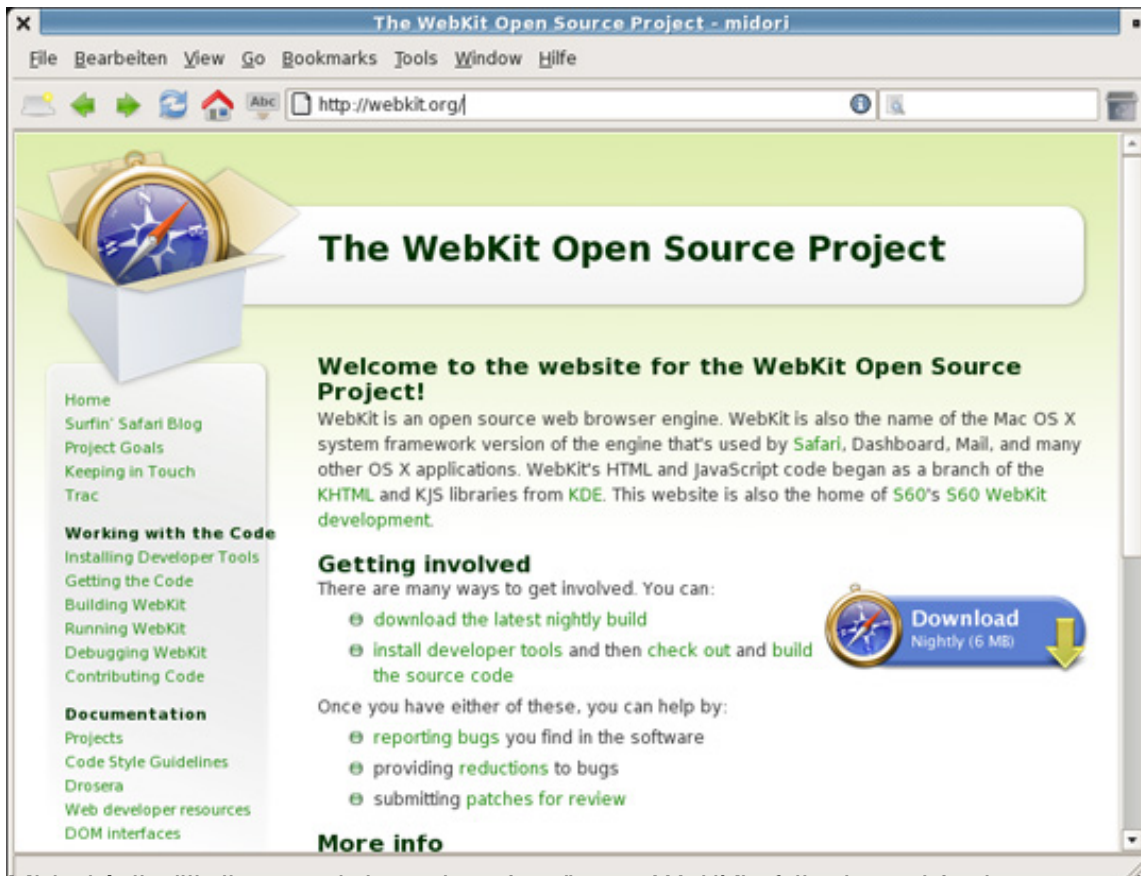 The WebKit Open Source Project - midori
File Bearbeiten View Go Bookmarks Tools Window Hilfe
Abc http://webkit.org/
N
The WebKit Open Source Project
Welcome to the website for the WebKit Open Source
Project!
WebKit is an open source web browser engine. WebKit is also the name of the Mac OS X
system framework version of the engine that's used by Safari, Dashboard, Mail, and many
other OS X applications. WebKit's HTML and JavaScript code began as a branch of the
KHTML and KJS libraries from KDE. This website is also the home of S60's S60 WebKit
development.
Getting involved
There are many ways to get involved. You can:
download the latest nightly build
install developer tools and then check out and build
the source code
Once you have either of these, you can help by:
reporting bugs you find in the software
providing reductions to bugs
submitting patches for review
More info
Download
Nightly (6 MB)
Home
Surfin' Safari Blog
Project Goals
Keeping in Touch
Trac
Working with the Code
Installing Developer Tools
Getting the Code
Building WebKit
Running WebKit
Debugging WebKit
Contributing Code
Documentation
Projects
Code Style Guidelines
Drosera
Web developer resources
DOM interfaces